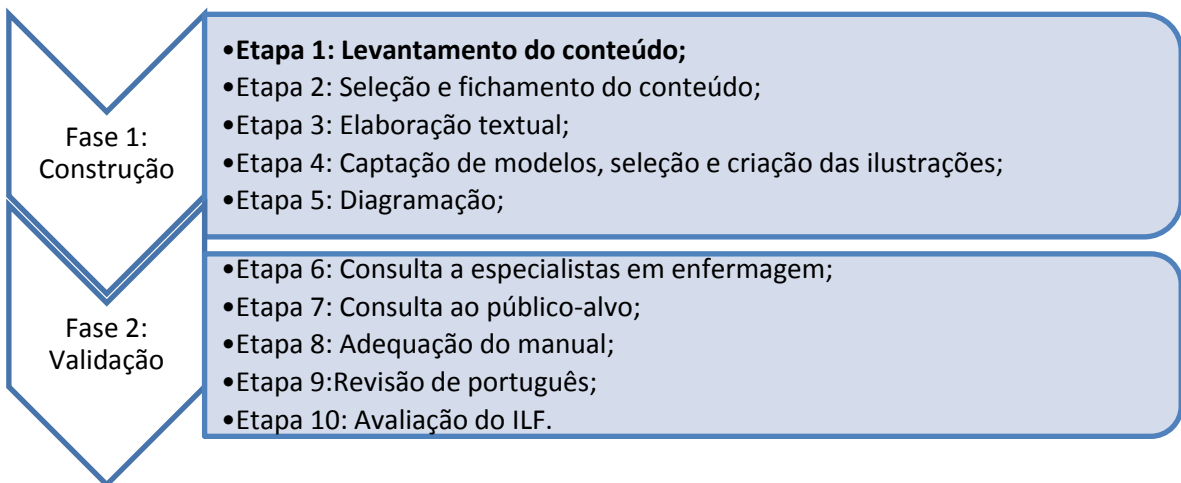 Fase 1:
Construção
•Etapa 1: Levantamento do conteúdo;
•Etapa 2: Seleção e fichamento do conteúdo;
•Etapa 3: Elaboração textual;
•Etapa 4: Captação de modelos, seleção e criação das ilustrações;
•Etapa 5: Diagramação;
Fase 2:
Validação
•Etapa 6: Consulta a especialistas em enfermagem;
•Etapa 7: Consulta ao público-alvo;
•Etapa 8: Adequação do manual;
•Etapa 9:Revisão de português;
•Etapa 10: Avaliação do ILF.